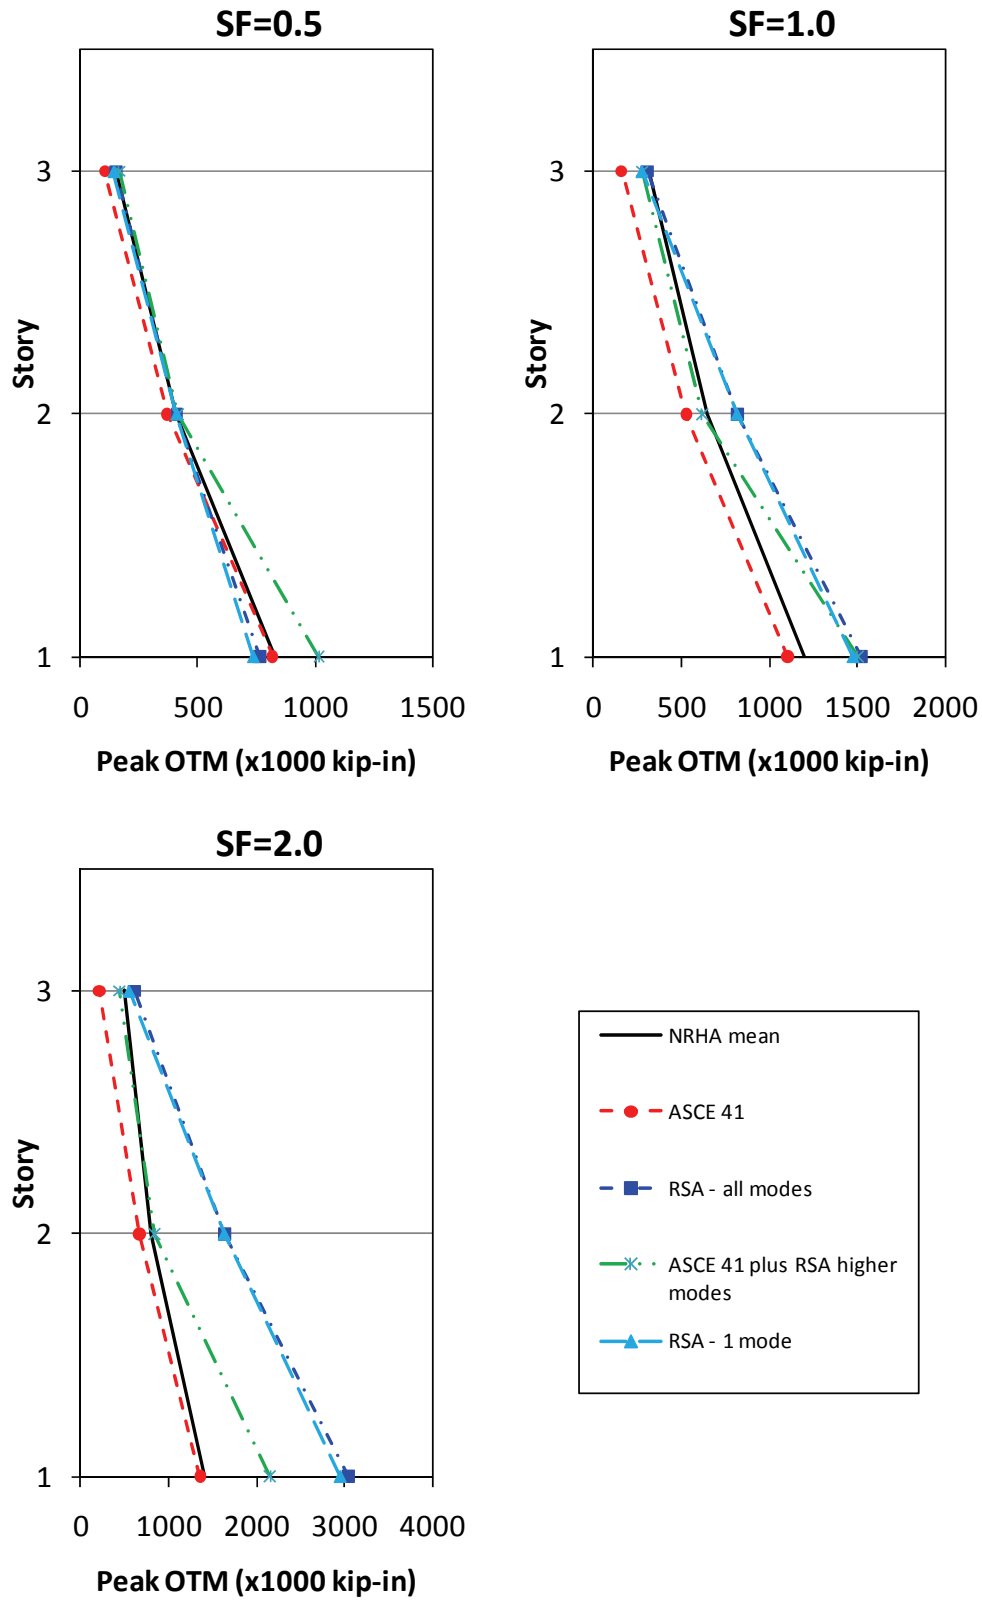 SF=0.5
3
2
1
Story
0 500 1000 1500
Peak OTM (x1000 kip-in)
SF=1.0
3
2
1
Story
0 500 1000 1500 2000
Peak OTM (x1000 kip-in)
SF=2.0
3
2
1
Story
0 1000 2000 3000 4000
Peak OTM (x1000 kip-in)
NRHA mean
ASCE 41
RSA - all modes
ASCE 41 plus RSA higher
modes
RSA - 1 mode